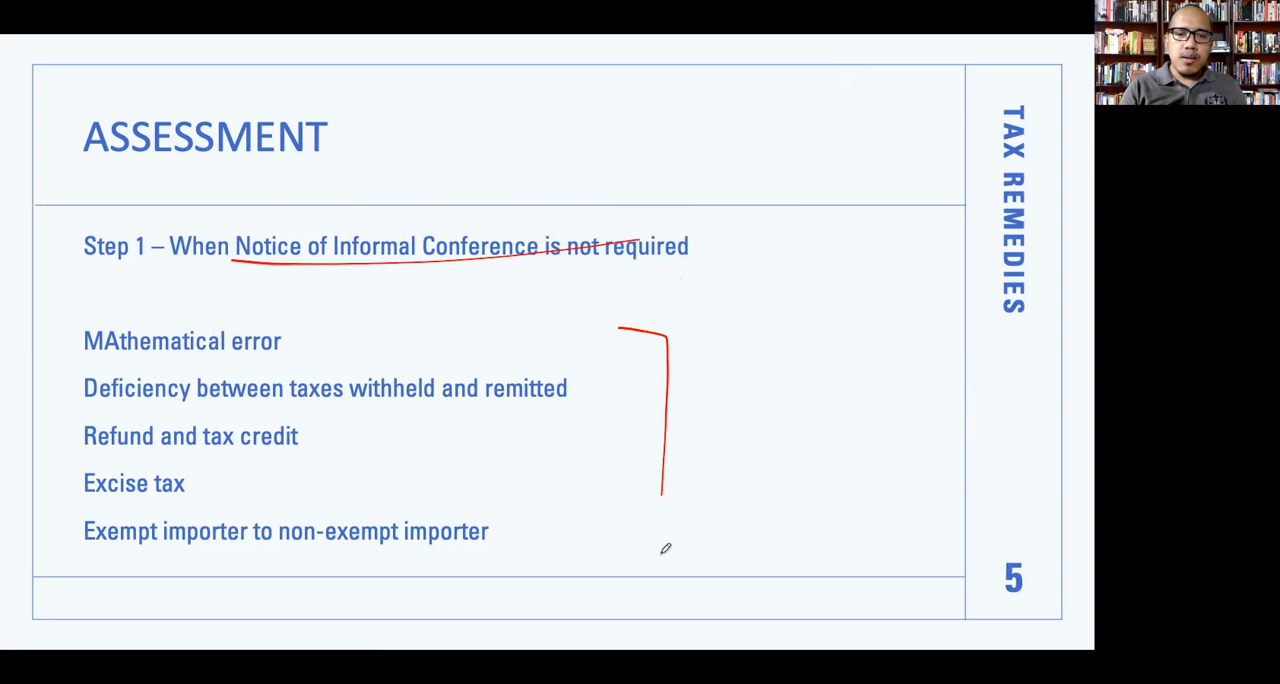 ASSESSMENT
Step 1 – When Notice of Informal Conference is not required
MAthematical error
Deficiency between taxes withheld and remitted
Refund and tax credit
Excise tax
Exempt importer to non-exempt importer
TAX REMEDIES
5